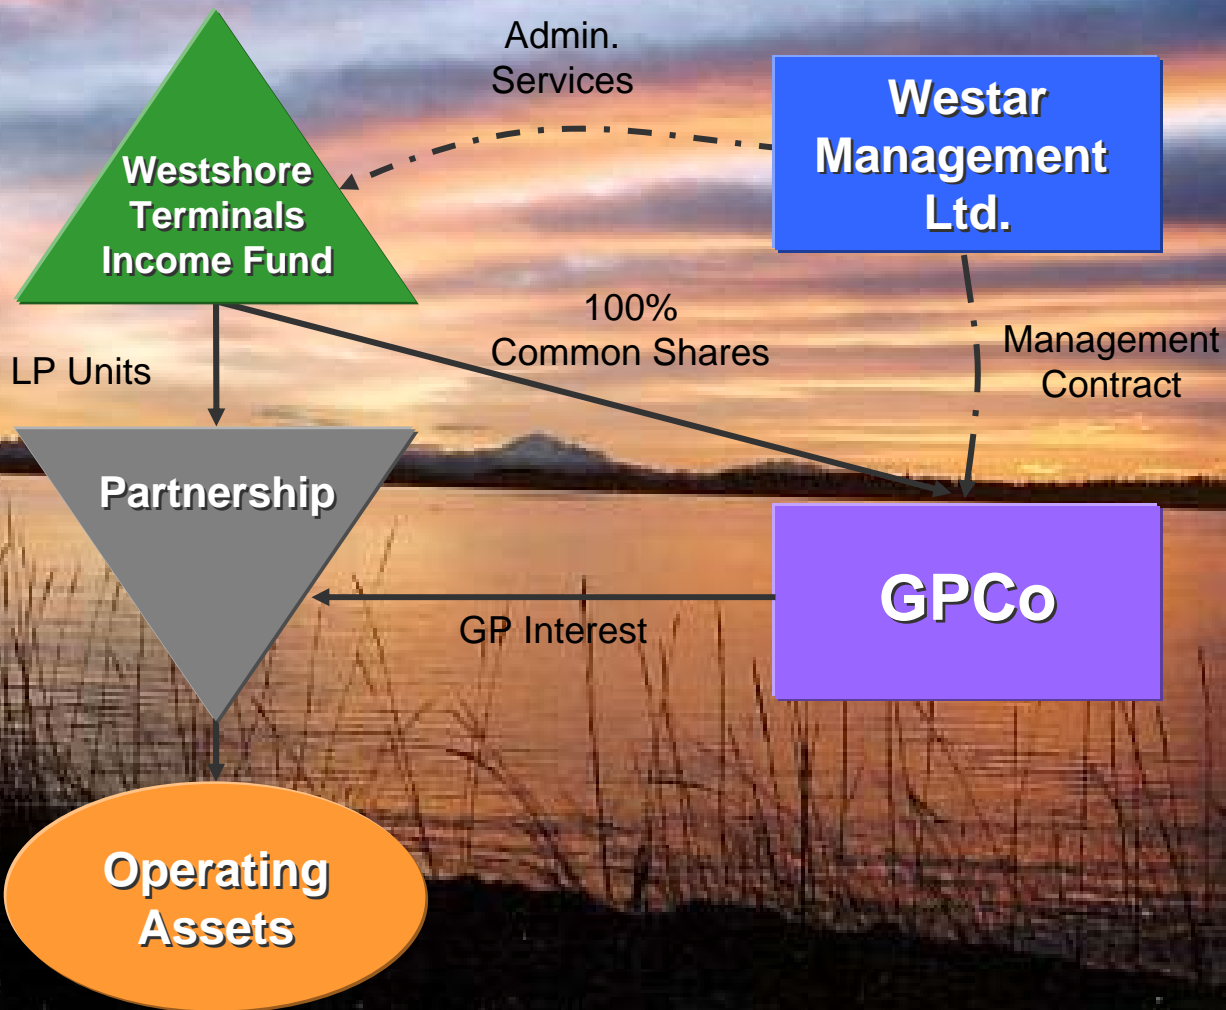 Admin.
Services
Westar
Management
Ltd.
Westshore
Terminals
Income Fund
100%
Common Shares
Management
Contract
LP Units
Partnership
GPCo
GP Interest
Operating
Assets